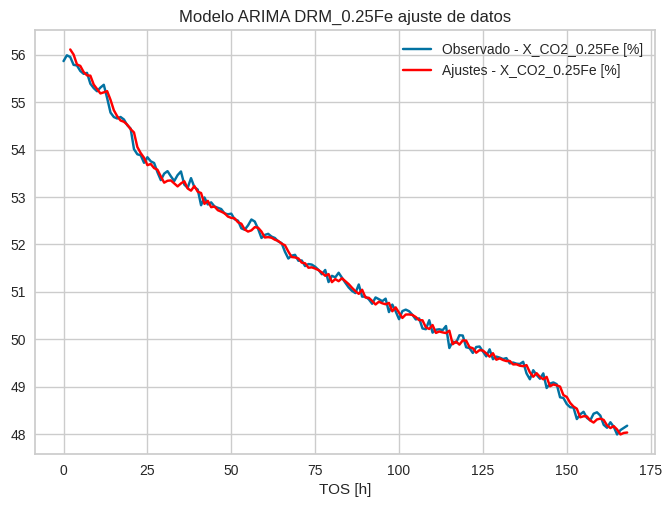 Modelo ARIMA DRM_0.25Fe ajuste de datos
Observado - X_CO2_0.25Fe [%]
Ajustes - X_CO2_0.25Fe [%]
56
55
54
53
52
51
50
49
48
0 25 50 75 100 125 150 175
TOS [h]